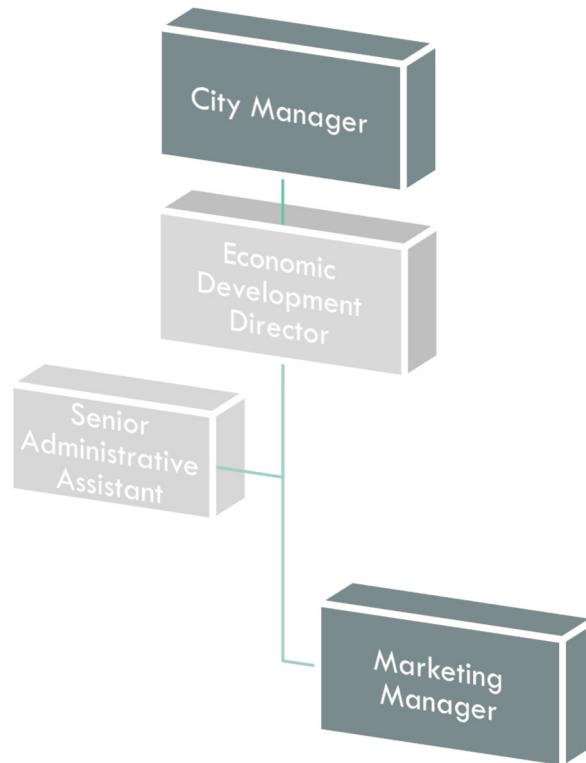 City Manager
Economic
Development
Director
Senior
Administrative
Assistant
Marketing
Manager